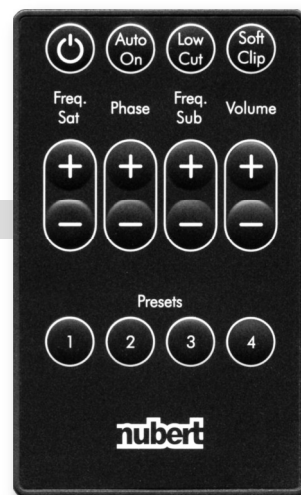 Auto On
Low Cut
Soft Clip
Freq. Sat
Phase
Freq. Sub
Volume
+ + + +
− − − −
Presets
1 2 3 4
nubert